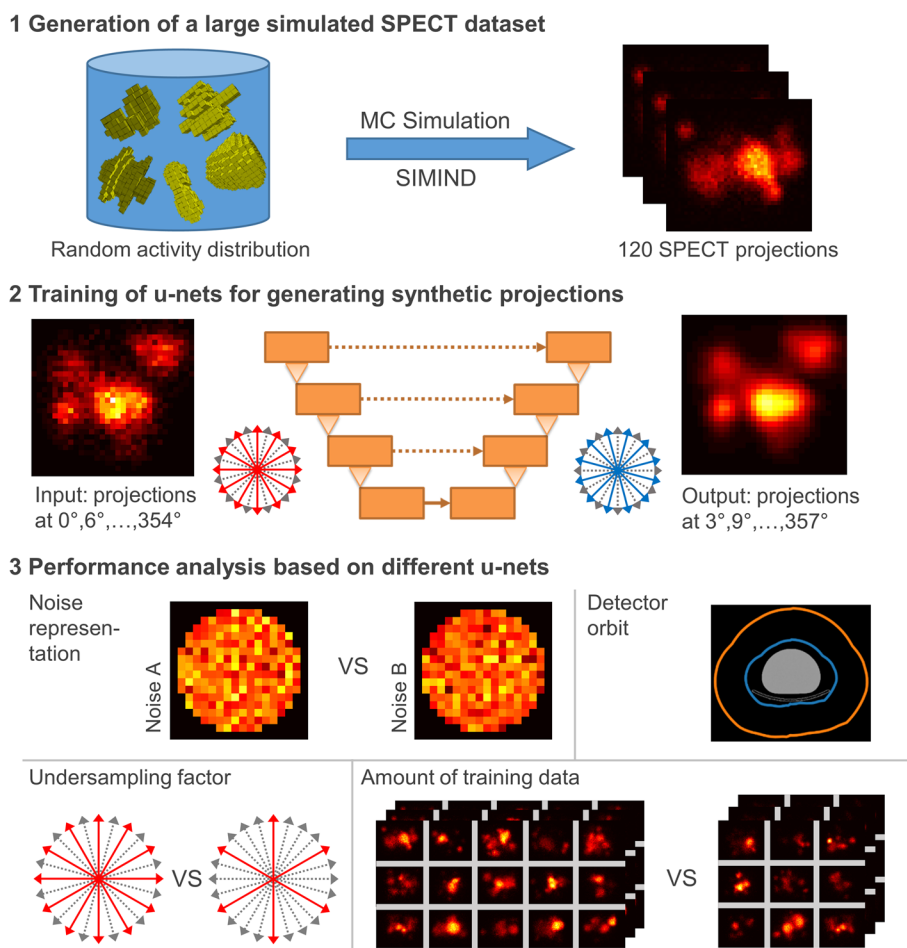 1 Generation of a large simulated SPECT dataset
MC Simulation
SIMIND
Random activity distribution
120 SPECT projections
2 Training of u-nets for generating synthetic projections
Input: projections
at 0°,6°,...,354°
Output: projections
at 3°,9°,...,357°
3 Performance analysis based on different u-nets
Noise
represen-
tation
Noise A
VS
Noise B
Detector
orbit
Undersampling factor
VS
Amount of training data
VS